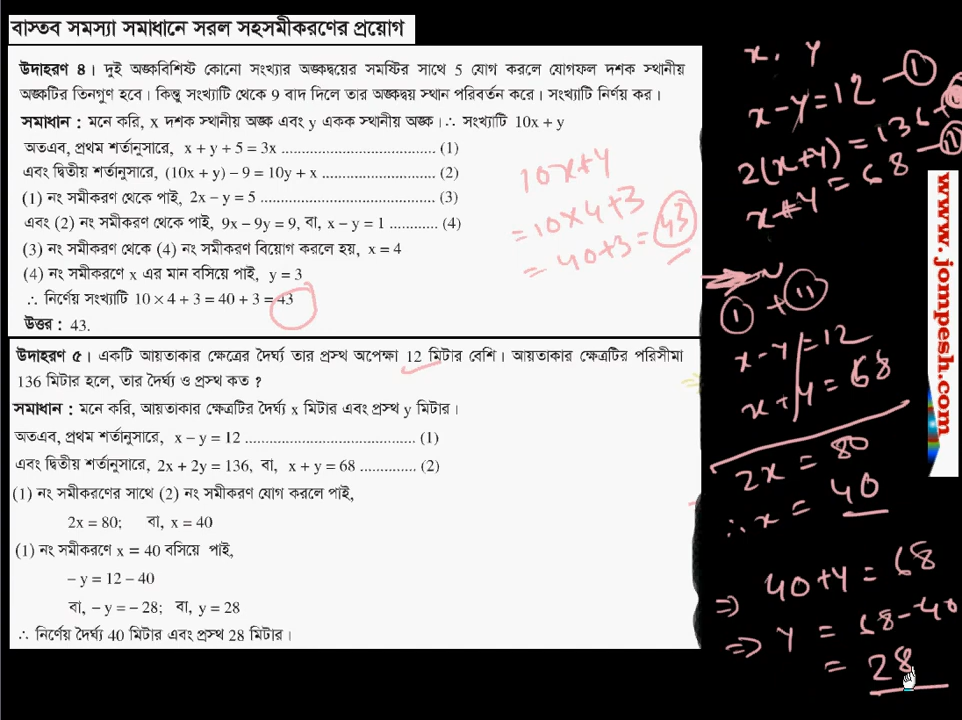 বাস্তব সমস্যা সমাধানে সরল সহসমীকরণের প্রয়োগ
উদাহরণ ৪। দুই অঙ্কবিশিষ্ট কোনো সংখ্যার অঙ্কদ্বয়ের সমষ্টির সাথে 5 যোগ করলে যোগফল দশক স্থানীয়
অঙ্কটির তিনগুণ হবে। কিন্তু সংখ্যাটি থেকে 9 বাদ দিলে তার অঙ্কদ্বয় স্থান পরিবর্তন করে। সংখ্যাটি নির্ণয় কর।
সমাধান : মনে করি, x দশক স্থানীয় অঙ্ক এবং y একক স্থানীয় অঙ্ক। ∴ সংখ্যাটি 10x + y
অতএব, প্রথম শর্তানুসারে, x + y + 5 = 3x ........................................ (1)
এবং দ্বিতীয় শর্তানুসারে, (10x + y) – 9 = 10y + x .................................... (2)
(1) নং সমীকরণ থেকে পাই, 2x – y = 5 ............................................. (3)
এবং (2) নং সমীকরণ থেকে পাই, 9x – 9y = 9, বা, x – y = 1 ............ (4)
(3) নং সমীকরণ থেকে (4) নং সমীকরণ বিয়োগ করলে হয়, x = 4
(4) নং সমীকরণে x এর মান বসিয়ে পাই, y = 3
∴ নির্ণেয় সংখ্যাটি 10 × 4 + 3 = 40 + 3 = 43
উত্তর : 43.
10x+y
= 10×4+3
= 40+3 = 43
উদাহরণ ৫। একটি আয়তাকার ক্ষেত্রের দৈর্ঘ্য তার প্রস্থ অপেক্ষা 12 মিটার বেশি। আয়তাকার ক্ষেত্রটির পরিসীমা
136 মিটার হলে, তার দৈর্ঘ্য ও প্রস্থ কত ?
সমাধান : মনে করি, আয়তাকার ক্ষেত্রটির দৈর্ঘ্য x মিটার এবং প্রস্থ y মিটার।
অতএব, প্রথম শর্তানুসারে, x – y = 12 ............................................ (1)
এবং দ্বিতীয় শর্তানুসারে, 2x + 2y = 136, বা, x + y = 68 .............. (2)
(1) নং সমীকরণের সাথে (2) নং সমীকরণ যোগ করলে পাই,
2x = 80; বা, x = 40
(1) নং সমীকরণে x = 40 বসিয়ে পাই,
– y = 12 – 40
বা, – y = – 28; বা, y = 28
∴ নির্ণেয় দৈর্ঘ্য 40 মিটার এবং প্রস্থ 28 মিটার।
x, y
x-y=12 -(i)
2(x+y) = 136
x+y = 68 -(ii)
(i) + (ii)
x-y=12
x+y=68
2x = 80
∴ x = 40
⇒ 40+y = 68
⇒ y = 68-40
= 28
www.jompesh.com